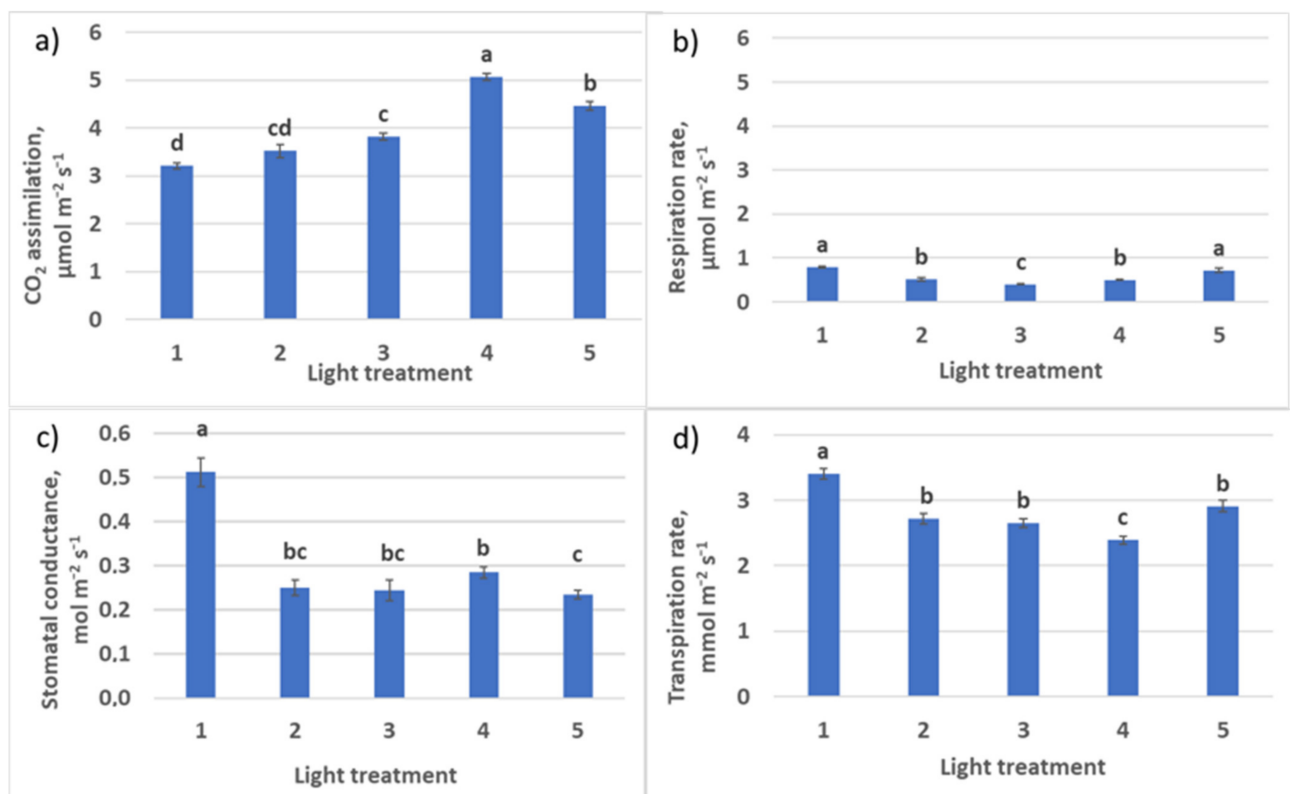 a)
CO₂ assimilation,
µmol m⁻² s⁻¹
6
5
4
3
2
1
0
d
cd
c
a
b
1 2 3 4 5
Light treatment
b)
Respiration rate,
µmol m⁻² s⁻¹
6
5
4
3
2
1
0
a
b
c
b
a
1 2 3 4 5
Light treatment
c)
Stomatal conductance,
mol m⁻² s⁻¹
0,6
0.5
0.4
0.3
0.2
0,1
0,0
a
bc
bc
b
c
1 2 3 4 5
Light treatment
d)
Transpiration rate,
mmol m⁻² s⁻¹
4
3
2
1
0
a
b
b
c
b
1 2 3 4 5
Light treatment